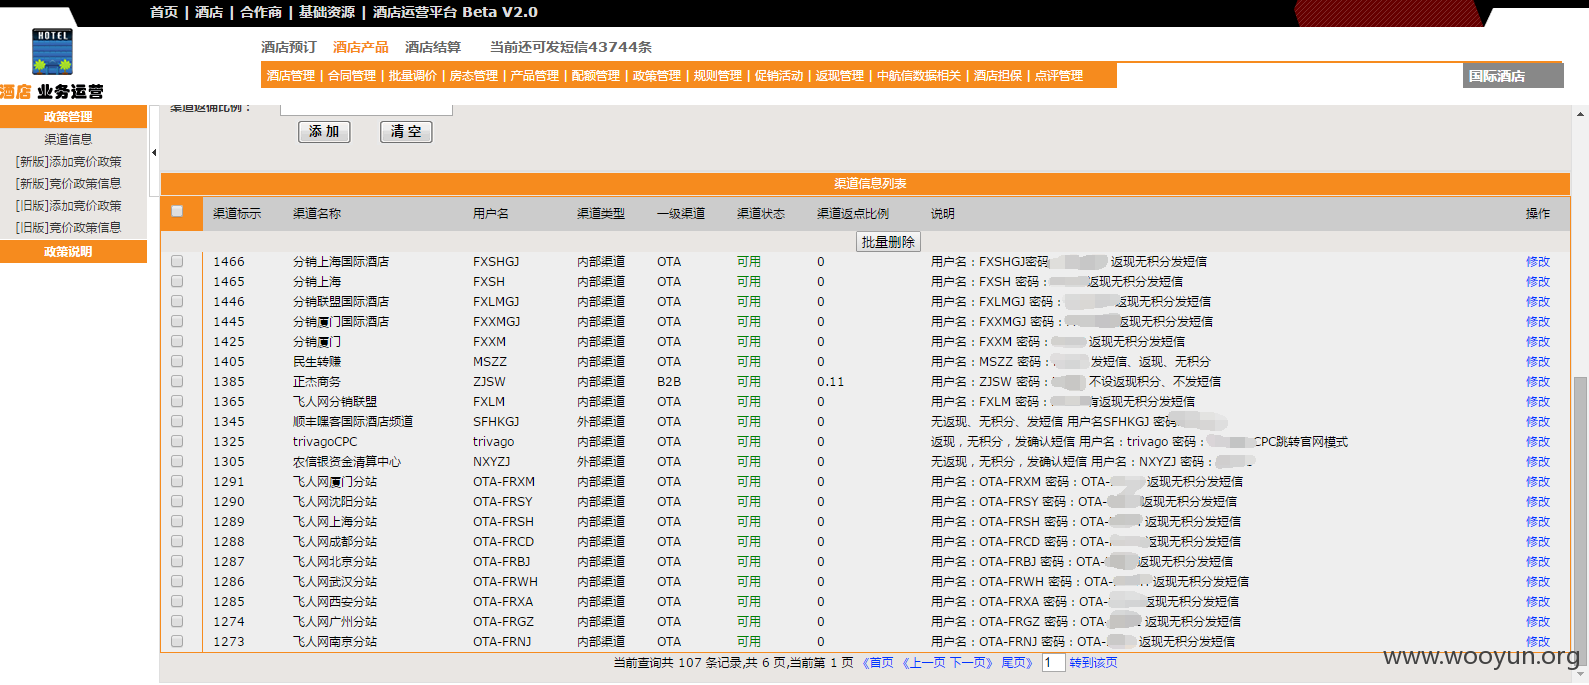 首页 | 酒店 | 合作商 | 基础资源 | 酒店运营平台 Beta V2.0
HOTEL
酒店 业务运营
酒店预订 酒店产品 酒店结算 当前还可发短信43744条
酒店管理 | 合同管理 | 批量调价 | 房态管理 | 产品管理 | 配额管理 | 政策管理 | 规则管理 | 促销活动 | 返现管理 | 中航信数据相关 | 酒店担保 | 点评管理
国际酒店
政策管理
渠道信息
[新版]添加竞价政策
[新版]竞价政策信息
[旧版]添加竞价政策
[旧版]竞价政策信息
政策说明
渠道返佣比例：
添 加 清 空
渠道信息列表
渠道标示 渠道名称 用户名 渠道类型 一级渠道 渠道状态 渠道返点比例 说明 操作
批量删除
1466 分销上海国际酒店 FXSHGJ 内部渠道 OTA 可用 0 用户名：FXSHGJ密码 返现无积分发短信 修改
1465 分销上海 FXSH 内部渠道 OTA 可用 0 用户名：FXSH 密码： 返现无积分发短信 修改
1446 分销联盟国际酒店 FXLMGJ 内部渠道 OTA 可用 0 用户名：FXLMGJ 密码： 返现无积分发短信 修改
1445 分销厦门国际酒店 FXXMGJ 内部渠道 OTA 可用 0 用户名：FXXMGJ 密码： 返现无积分发短信 修改
1425 分销厦门 FXXM 内部渠道 OTA 可用 0 用户名：FXXM 密码： 返现无积分发短信 修改
1405 民生转赚 MSZZ 内部渠道 OTA 可用 0 用户名：MSZZ 密码： 发短信、返现、无积分 修改
1385 正杰商务 ZJSW 内部渠道 B2B 可用 0.11 用户名：ZJSW 密码： 不设返现积分、不发短信 修改
1365 飞人网分销联盟 FXLM 内部渠道 OTA 可用 0 用户名：FXLM 密码： 有返现无积分发短信 修改
1345 顺丰嘿客国际酒店频道 SFHKGJ 外部渠道 OTA 可用 0 无返现、无积分、发短信 用户名SFHKGJ 密码 修改
1325 trivagoCPC trivago 内部渠道 OTA 可用 0 返现，无积分，发确认短信 用户名：trivago 密码： CPC跳转官网模式 修改
1305 农信银资金清算中心 NXYZJ 外部渠道 OTA 可用 0 无返现，无积分，发确认短信 用户名：NXYZJ 密码： 修改
1291 飞人网厦门分站 OTA-FRXM 内部渠道 OTA 可用 0 用户名：OTA-FRXM 密码：OTA- 返现无积分发短信 修改
1290 飞人网沈阳分站 OTA-FRSY 内部渠道 OTA 可用 0 用户名：OTA-FRSY 密码：OTA- 返现无积分发短信 修改
1289 飞人网上海分站 OTA-FRSH 内部渠道 OTA 可用 0 用户名：OTA-FRSH 密码：OTA- 返现无积分发短信 修改
1288 飞人网成都分站 OTA-FRCD 内部渠道 OTA 可用 0 用户名：OTA-FRCD 密码：OTA- 返现无积分发短信 修改
1287 飞人网北京分站 OTA-FRBJ 内部渠道 OTA 可用 0 用户名：OTA-FRBJ 密码：OTA- 返现无积分发短信 修改
1286 飞人网武汉分站 OTA-FRWH 内部渠道 OTA 可用 0 用户名：OTA-FRWH 密码：OTA- 返现无积分发短信 修改
1285 飞人网西安分站 OTA-FRXA 内部渠道 OTA 可用 0 用户名：OTA-FRXA 密码：OTA- 返现无积分发短信 修改
1274 飞人网广州分站 OTA-FRGZ 内部渠道 OTA 可用 0 用户名：OTA-FRGZ 密码：OTA- 返现无积分发短信 修改
1273 飞人网南京分站 OTA-FRNJ 内部渠道 OTA 可用 0 用户名：OTA-FRNJ 密码：OTA- 返现无积分发短信 修改
当前查询共 107 条记录,共 6 页,当前第 1 页 《首页 《上一页 下一页》 尾页》 1 转到该页
www.wooyun.org